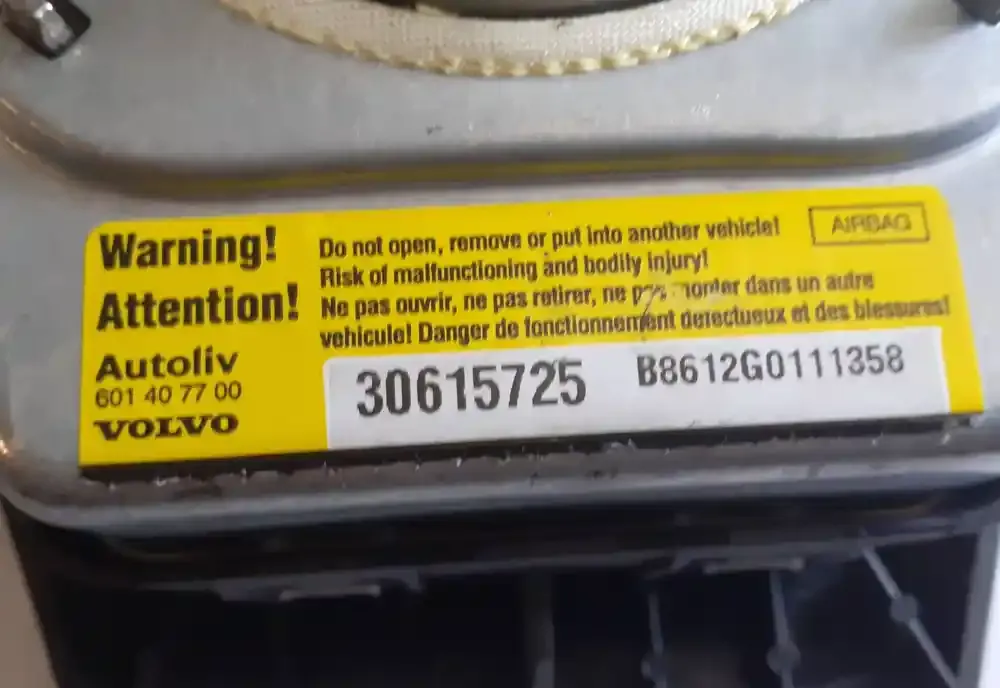 Warning!
Attention!
Autoliv
601 40 77 00
VOLVO
Do not open, remove or put into another vehicle!
Risk of malfunctioning and bodily injury!
Ne pas ouvrir, ne pas retirer, ne pas monter dans un autre
vehicule! Danger de fonctionnement defectueux et des blessures!
AIRBAG
30615725
B8612G0111358